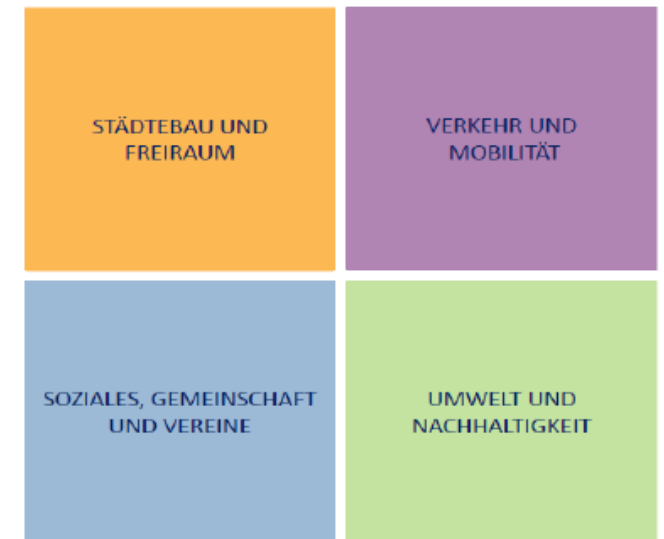 STÄDTEBAU UND
FREIRAUM
VERKEHR UND
MOBILITÄT
SOZIALES, GEMEINSCHAFT
UND VEREINE
UMWELT UND
NACHHALTIGKEIT